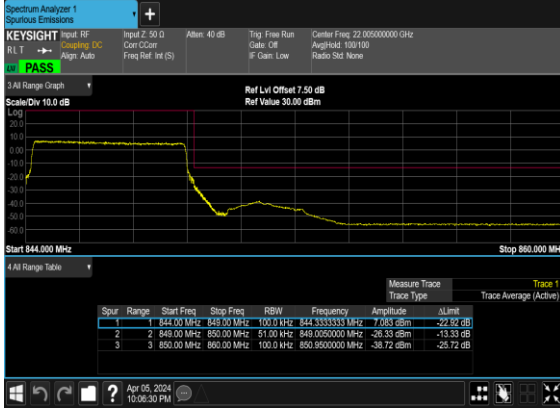 Spectrum Analyzer 1
Spurious Emissions
+
KEYSIGHT Input: RF Input Z: 50 Ω Atten: 40 dB Trig: Free Run Center Freq: 22.005000000 GHz
RLT Coupling: DC Corr CCorr Gate: Off Avg|Hold: 100/100
Align: Auto Freq Ref: Int (S) IF Gain: Low Radio Std: None
LXI PASS
3 All Range Graph Ref Lvl Offset 7.50 dB
Scale/Div 10.0 dB Ref Value 30.00 dBm
Log
20.0
10.0
0.00
-10.0
-20.0
-30.0
-40.0
-50.0
-60.0
Start 844.000 MHz Stop 860.000 MH
4 All Range Table
Measure Trace Trace 1
Trace Type Trace Average (Active)
Spur Range Start Freq Stop Freq RBW Frequency Amplitude ΔLimit
1 1 844.00 MHz 849.00 MHz 100.0 kHz 844.3333333 MHz 7.083 dBm -22.92 dB
2 2 849.00 MHz 850.00 MHz 51.00 kHz 849.0050000 MHz -26.33 dBm -13.33 dB
3 3 850.00 MHz 860.00 MHz 100.0 kHz 850.9500000 MHz -38.72 dBm -25.72 dB
? Apr 05, 2024
10:06:30 PM